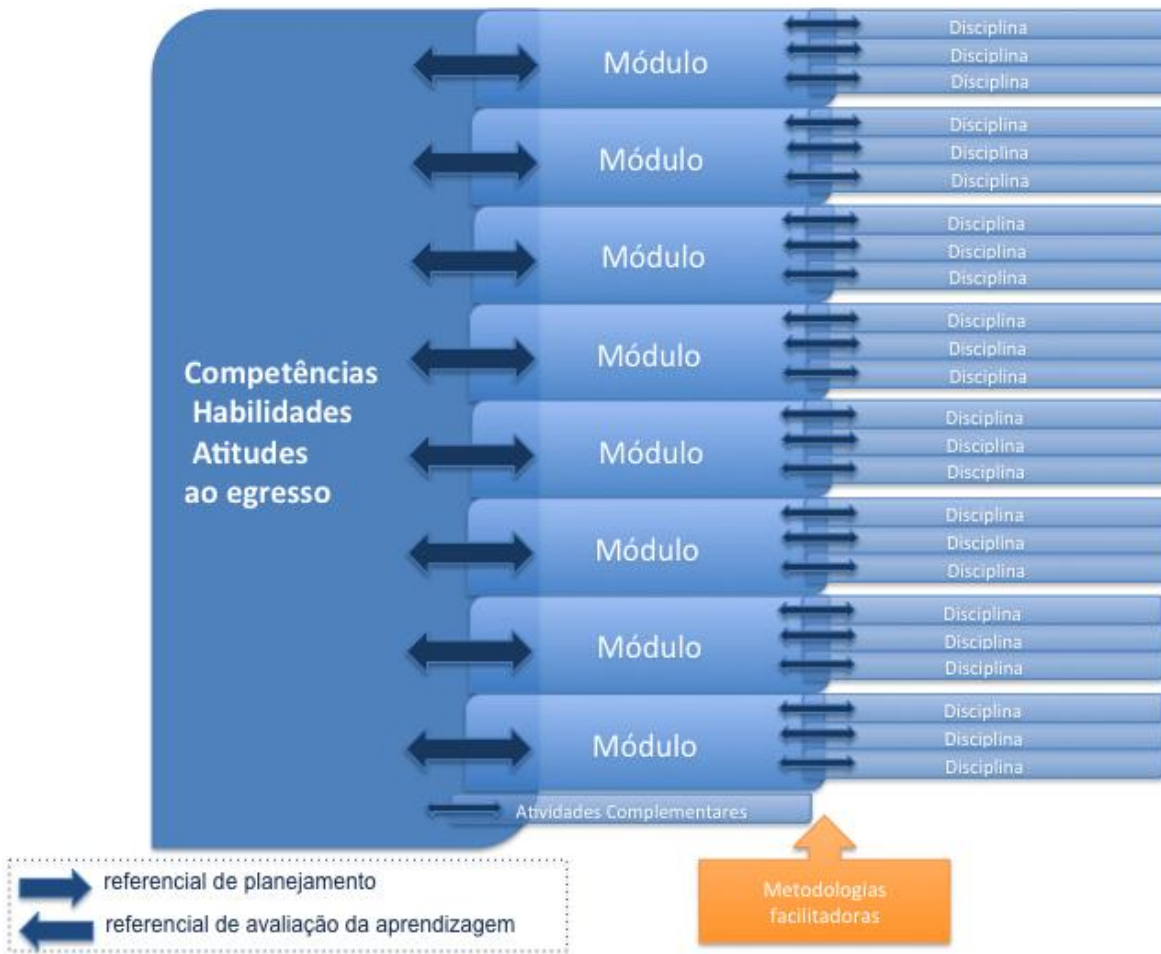 Módulo
Disciplina
Disciplina
Disciplina
Módulo
Disciplina
Disciplina
Disciplina
Módulo
Disciplina
Disciplina
Disciplina
Módulo
Disciplina
Disciplina
Disciplina
Módulo
Disciplina
Disciplina
Disciplina
Módulo
Disciplina
Disciplina
Disciplina
Módulo
Disciplina
Disciplina
Disciplina
Módulo
Disciplina
Disciplina
Disciplina
Competências
Habilidades
Atitudes
ao egresso
Atividades Complementares
Metodologias
facilitadoras
referencial de planejamento
referencial de avaliação da aprendizagem